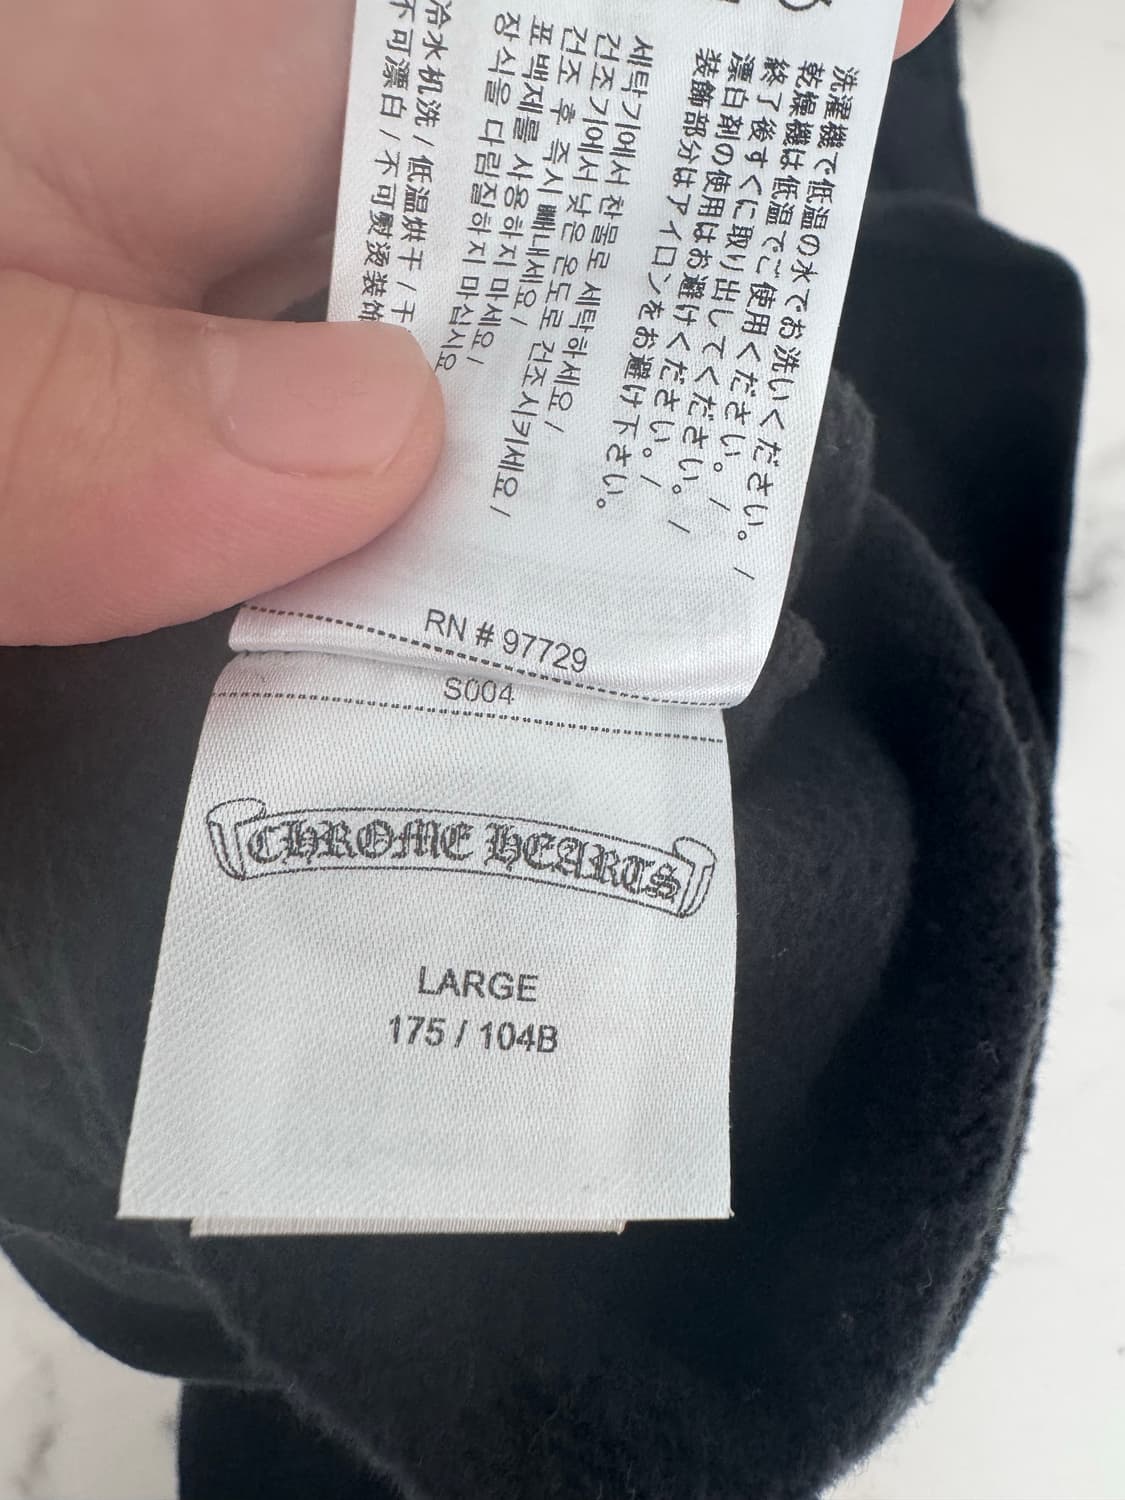 洗濯機で低温の水でお洗いください。 /
乾燥機は低温でご使用ください。 /
終了後すぐに取り出してください。 /
漂白剤の使用はお避けください。 /
装飾部分はアイロンをお避け下さい。
세탁기에서 찬물로 세탁하세요 /
건조기에서 낮은 온도로 건조시키세요 /
건조 후 즉시 빼내세요 /
표백제를 사용하지 마세요 /
장식을 다림질하지 마십시요
冷水机洗 / 低温烘干 / 干
不可漂白 / 不可熨烫装饰
RN # 97729
S004
CHROME HEARTS
LARGE
175 / 104B